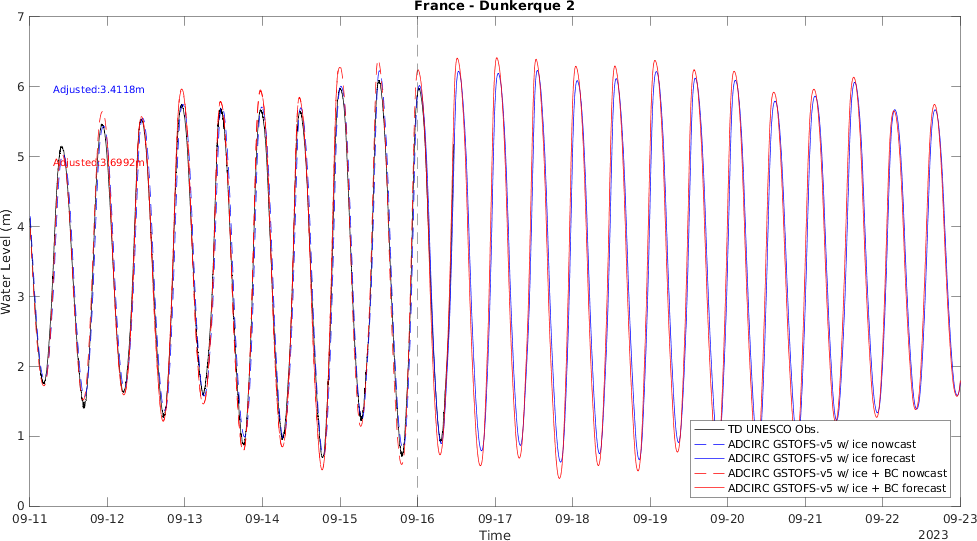 France - Dunkerque 2
7
6
5
4
3
2
1
0
Water Level (m)
Adjusted:3.4118m
Adjusted:3.6992m
TD UNESCO Obs.
ADCIRC GSTOFS-v5 w/ ice nowcast
ADCIRC GSTOFS-v5 w/ ice forecast
ADCIRC GSTOFS-v5 w/ ice + BC nowcast
ADCIRC GSTOFS-v5 w/ ice + BC forecast
09-11 09-12 09-13 09-14 09-15 09-16 09-17 09-18 09-19 09-20 09-21 09-22 09-23
Time
2023